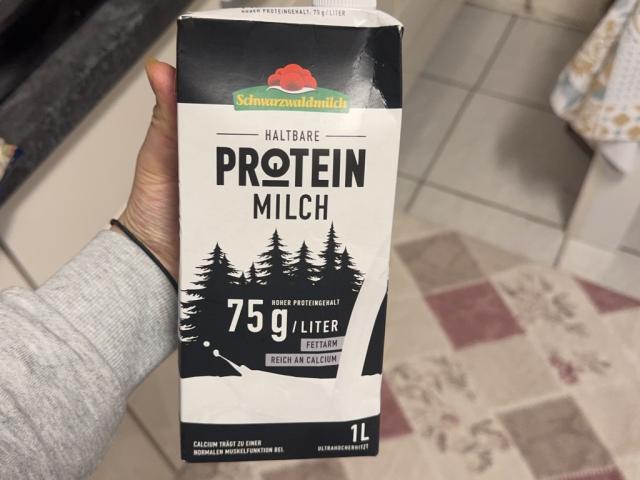 HOHER PROTEINGEHALT: 75 g/LITER
Schwarzwaldmilch
HALTBARE
PROTEIN
MILCH
HOHER PROTEINGEHALT
75 g/LITER
FETTARM
REICH AN CALCIUM
CALCIUM TRÄGT ZU EINER
NORMALEN MUSKELFUNKTION BEI.
1L
ULTRAHOCHERHITZT